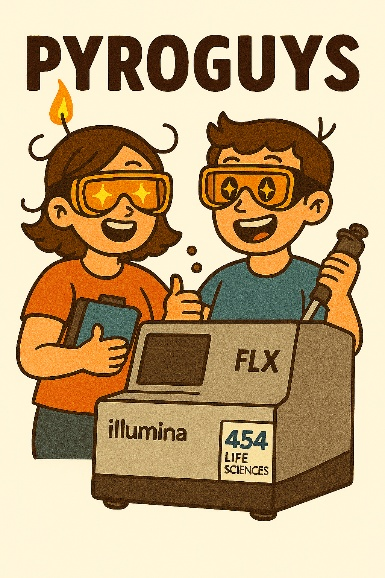 PYROGUYS
FLX
illumina
454
LIFE
SCIENCES